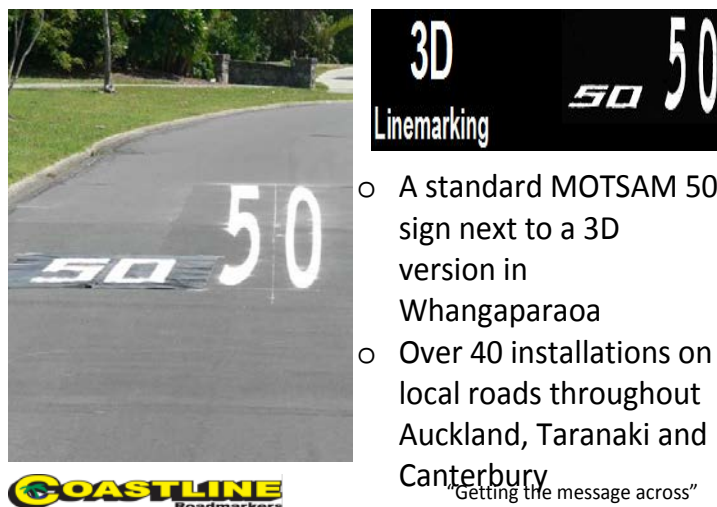 50
50
3D
50
50
Linemarking
o A standard MOTSAM 50
sign next to a 3D
version in
Whangaparaoa
o Over 40 installations on
local roads throughout
Auckland, Taranaki and
Canterbury
"Getting the message across"
COASTLINE
Roadmarkers